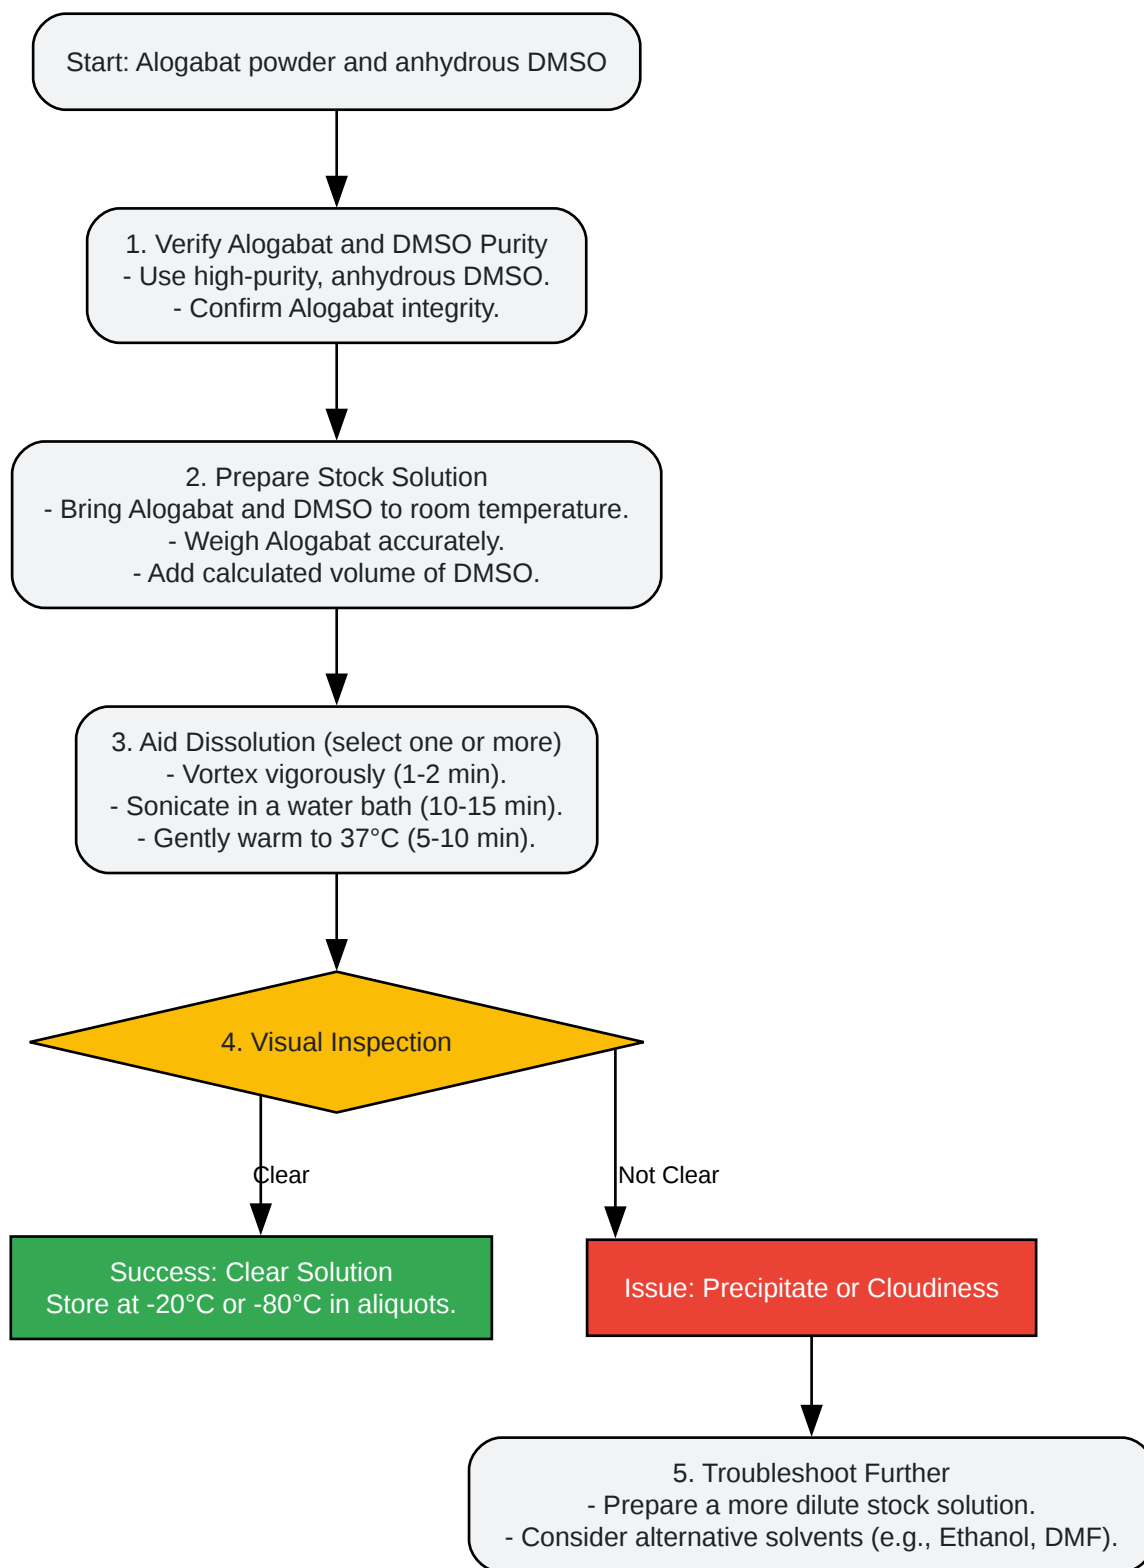 Start: Alogabat powder and anhydrous DMSO
1. Verify Alogabat and DMSO Purity
- Use high-purity, anhydrous DMSO.
- Confirm Alogabat integrity.
2. Prepare Stock Solution
- Bring Alogabat and DMSO to room temperature.
- Weigh Alogabat accurately.
- Add calculated volume of DMSO.
3. Aid Dissolution (select one or more)
- Vortex vigorously (1-2 min).
- Sonicate in a water bath (10-15 min).
- Gently warm to 37°C (5-10 min).
4. Visual Inspection
Clear
Not Clear
Success: Clear Solution
Store at -20°C or -80°C in aliquots.
Issue: Precipitate or Cloudiness
5. Troubleshoot Further
- Prepare a more dilute stock solution.
- Consider alternative solvents (e.g., Ethanol, DMF).